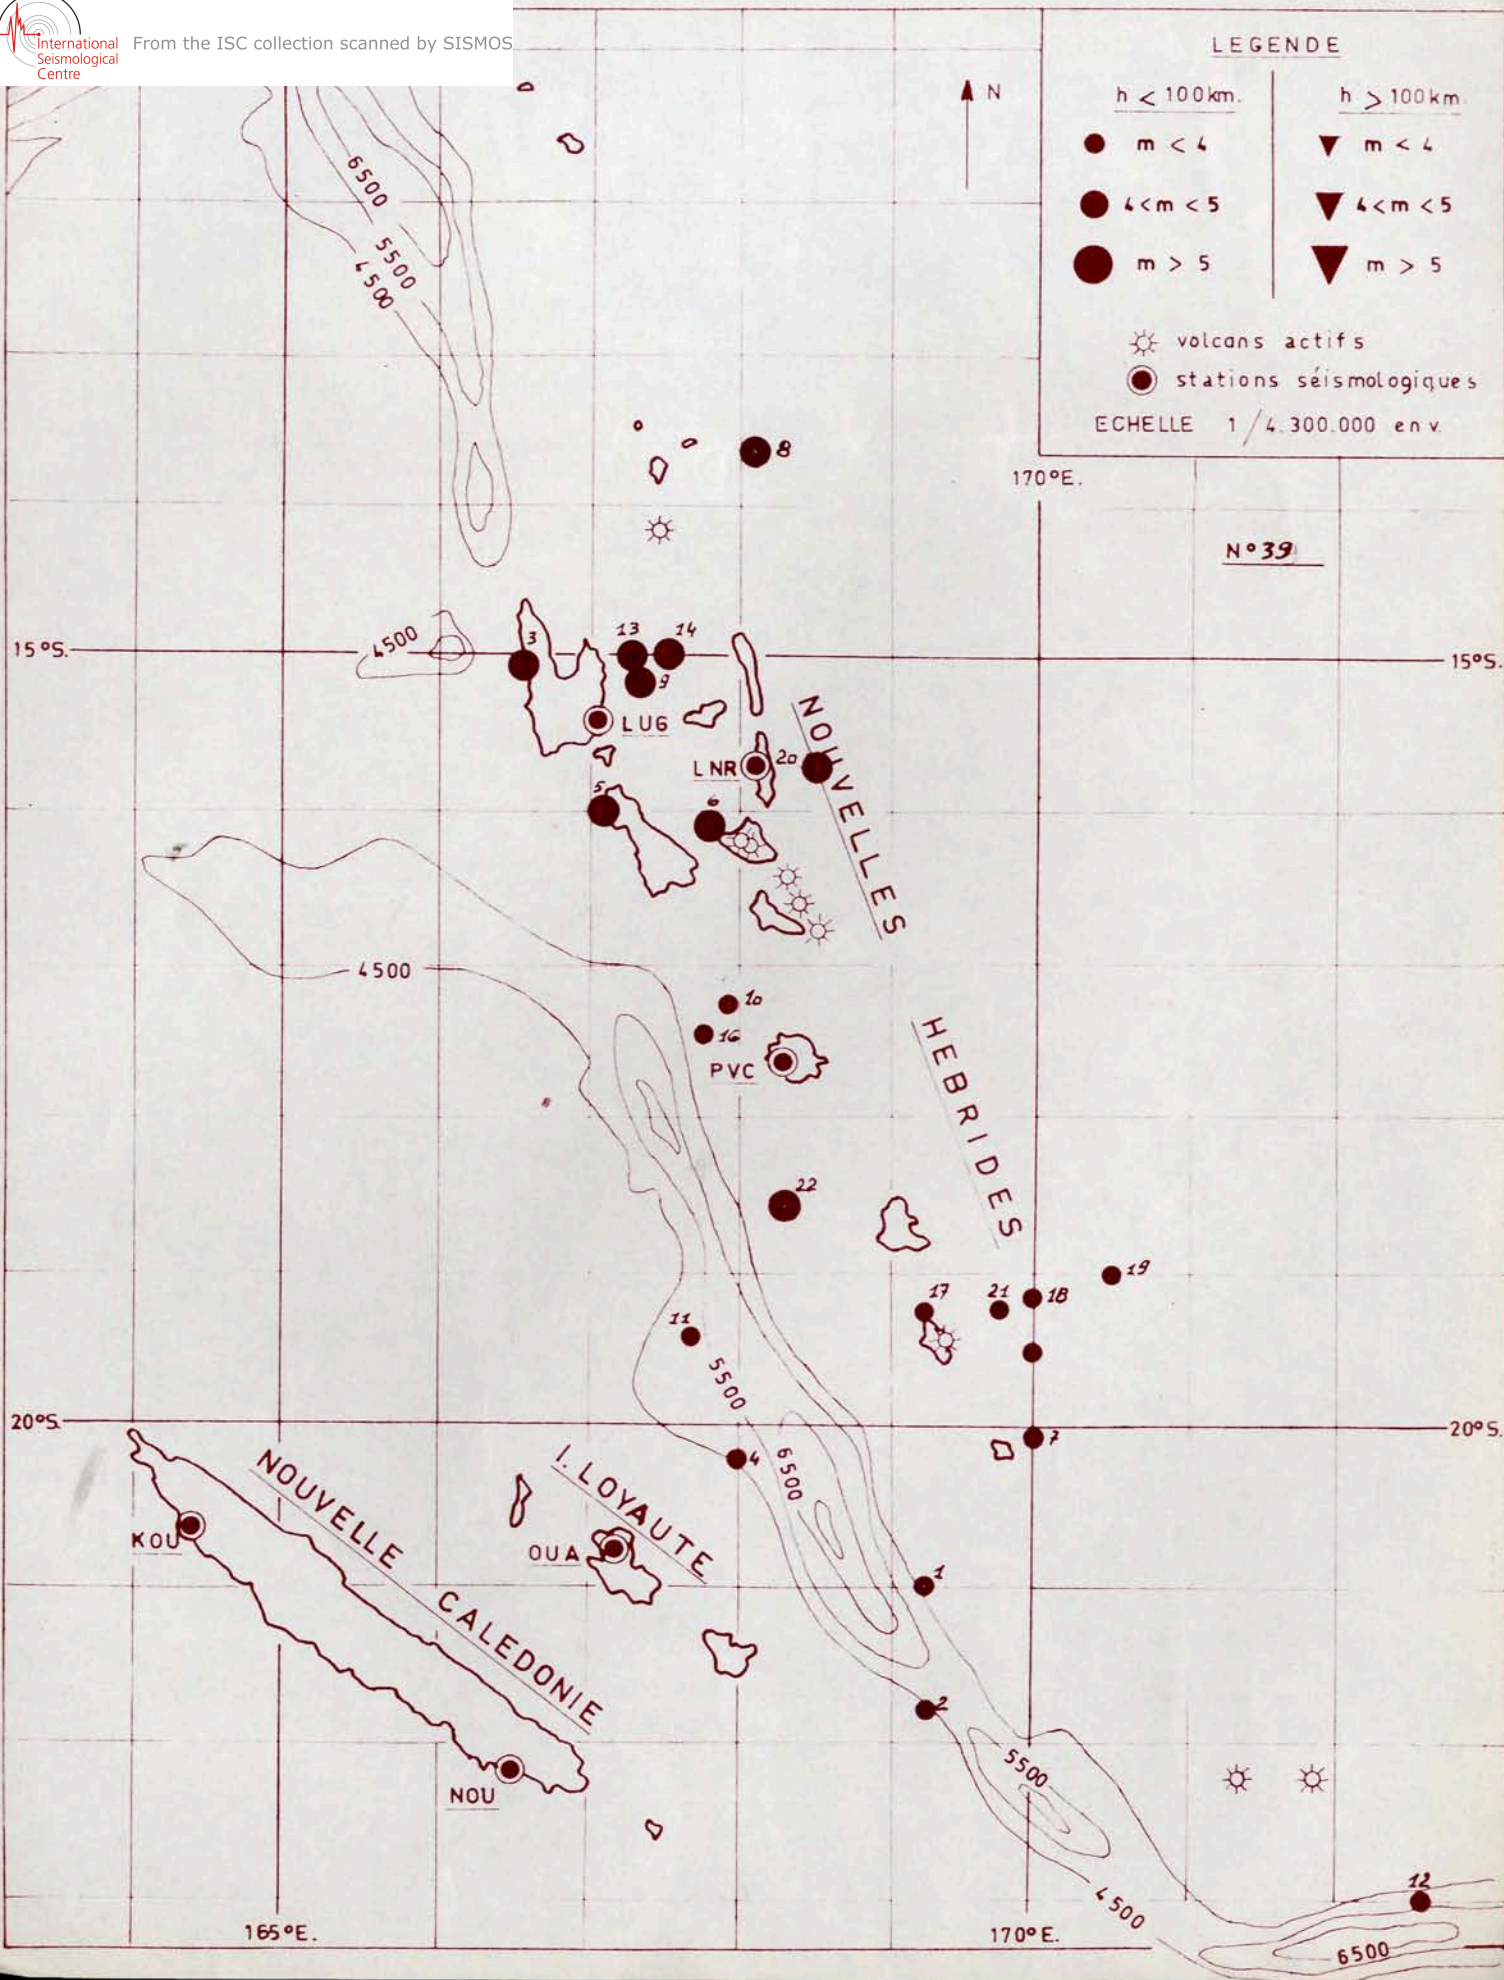 International
Seismological
Centre
From the ISC collection scanned by SISMOS
LEGENDE
h < 100km.
h > 100km.
m < 4
m < 4
4<m < 5
4<m <5
m > 5
m > 5
volcans actifs
stations séismologiques
ECHELLE 1 / 4.300.000 env.
N
6500
5500
4500
8
170°E.
N°39
15°S.
4500
3
13
14
9
15°S.
LUG
LNR
20
NOUVELLES
5
6
4500
10
16
PVC
HEBRIDES
22
19
17
21
18
11
5500
20°S.
20°S.
7
4
6500
NOUVELLE CALEDONIE
I. LOYAUTE
KOU
OUA
1
2
NOU
5500
12
4500
165°E.
170°E.
6500